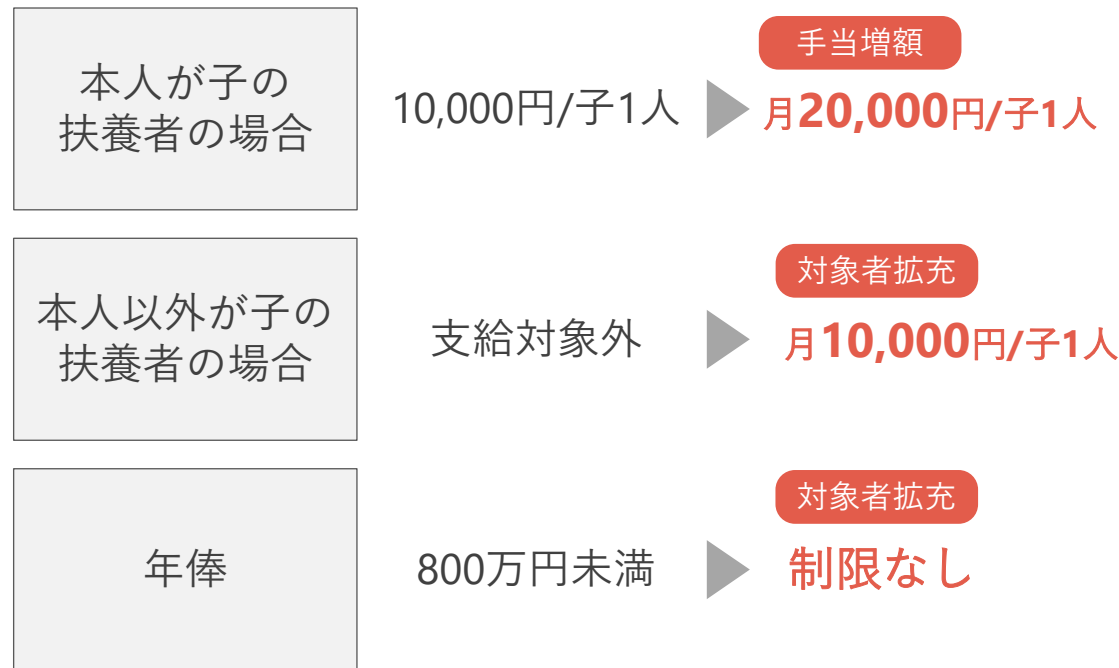 手当増額
本人が子の
扶養者の場合
10,000円/子1人
月20,000円/子1人
対象者拡充
本人以外が子の
扶養者の場合
支給対象外
月10,000円/子1人
対象者拡充
年俸
800万円未満
制限なし